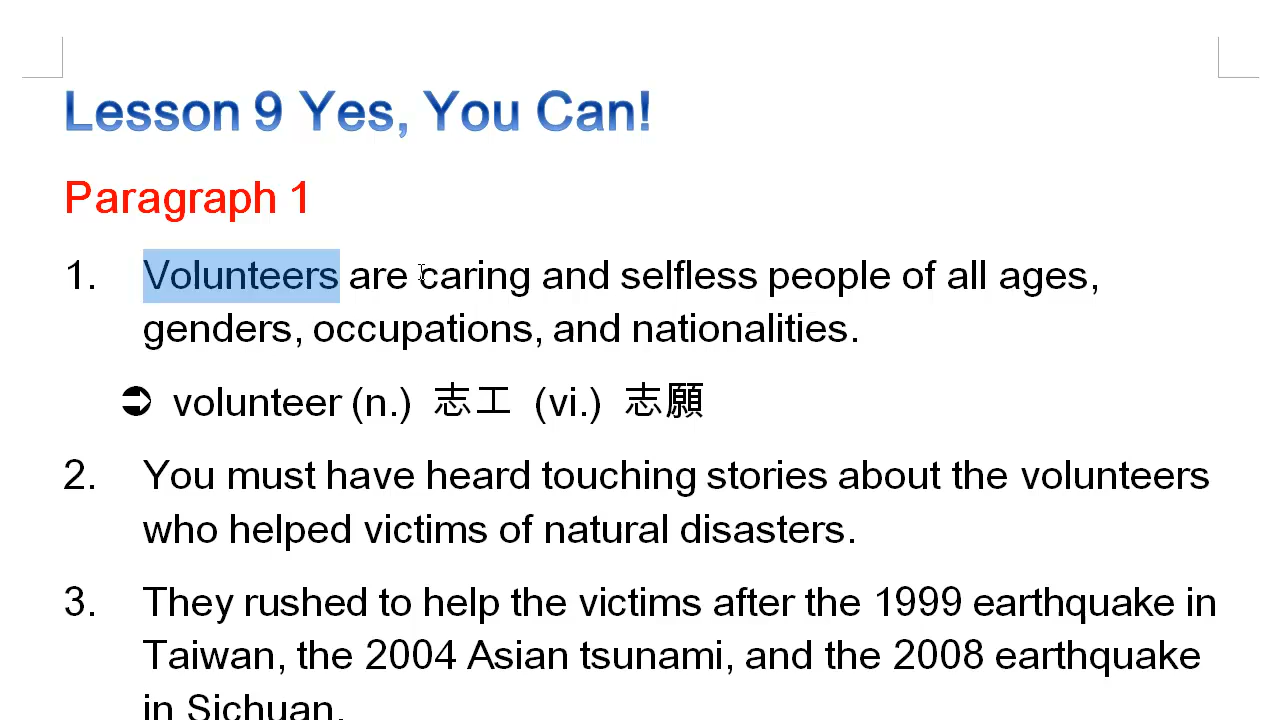 Lesson 9 Yes, You Can!
Paragraph 1
1. Volunteers are caring and selfless people of all ages,
genders, occupations, and nationalities.
➲ volunteer (n.) 志工 (vi.) 志願
2. You must have heard touching stories about the volunteers
who helped victims of natural disasters.
3. They rushed to help the victims after the 1999 earthquake in
Taiwan, the 2004 Asian tsunami, and the 2008 earthquake
in Sichuan.